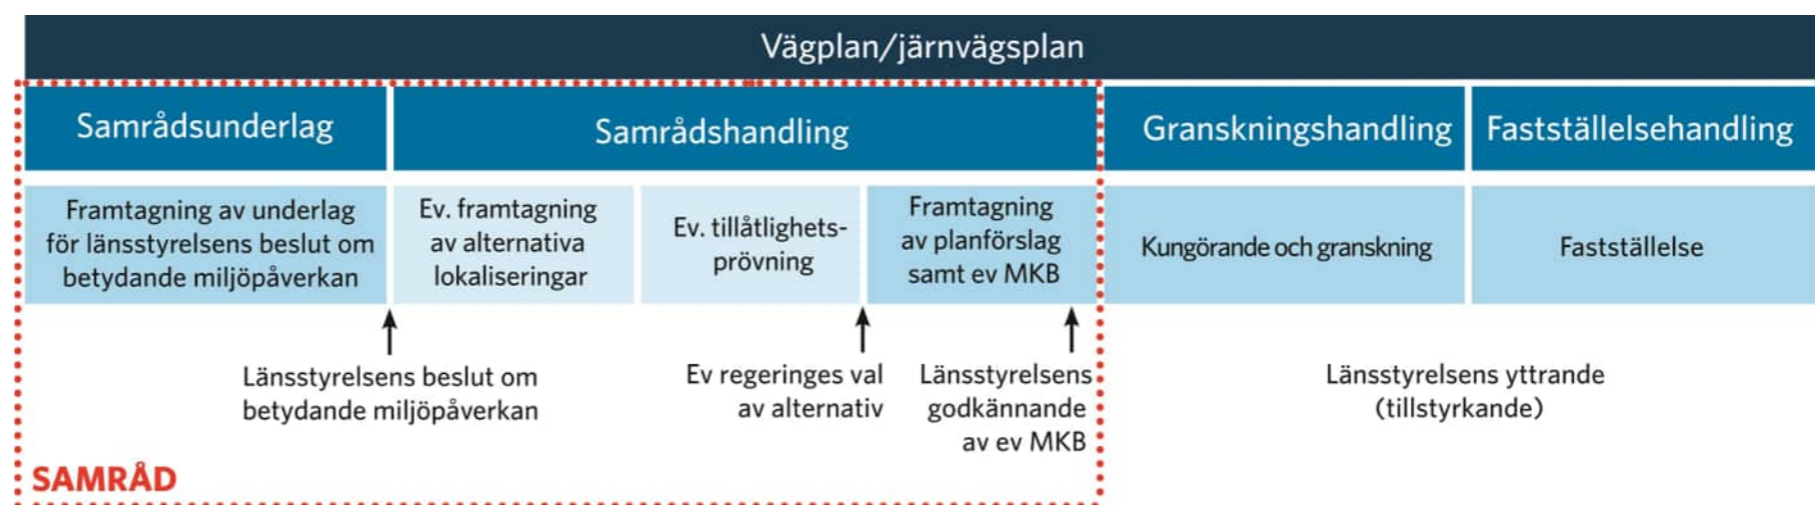 Vägplan/järnvägsplan
Samrådsunderlag
Samrådshandling
Granskningshandling
Fastställelsehandling
Framtagning av underlag
för länsstyrelsens beslut om
betydande miljöpåverkan
Ev. framtagning
av alternativa
lokaliseringar
Ev. tillåtlighets-
prövning
Framtagning
av planförslag
samt ev MKB
Kungörande och granskning
Fastställelse
Länsstyrelsens beslut om
betydande miljöpåverkan
Ev regeringes val
av alternativ
Länsstyrelsens
godkännande
av ev MKB
Länsstyrelsens yttrande
(tillstyrkande)
SAMRÅD